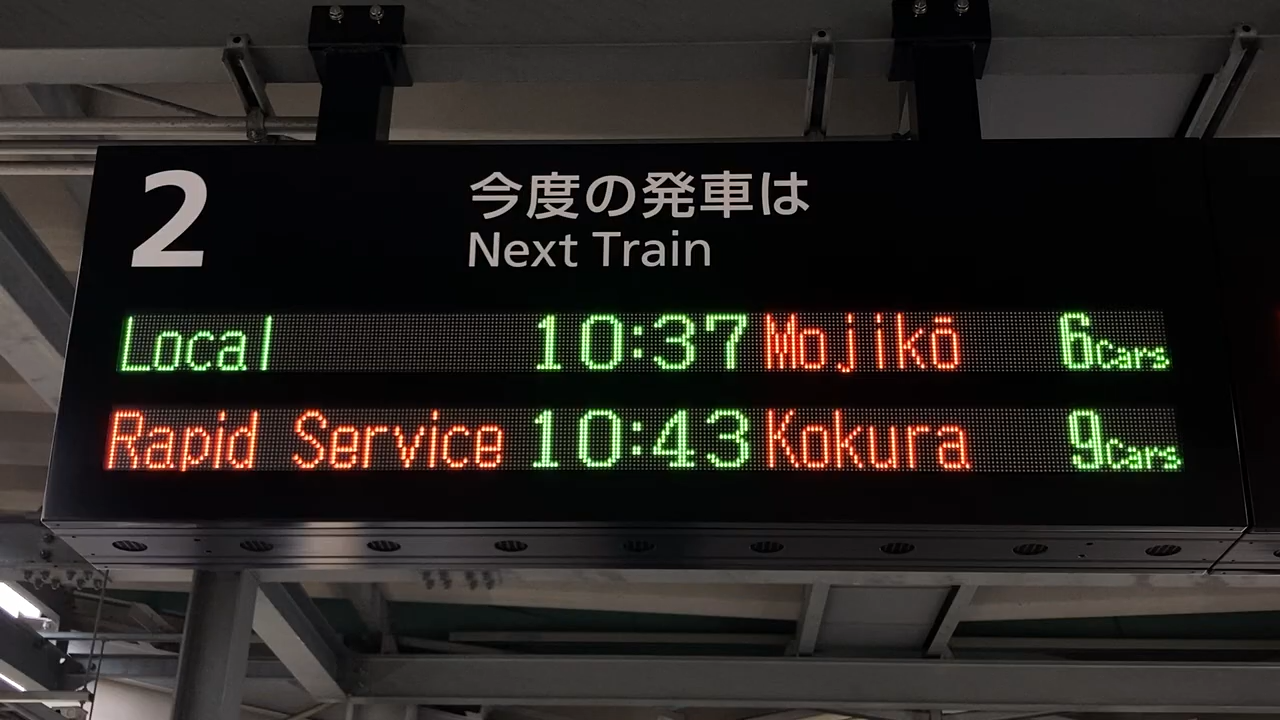 2
今度の発車は
Next Train
Local 10:37 Mojikō 6Cars
Rapid Service 10:43 Kokura 9Cars